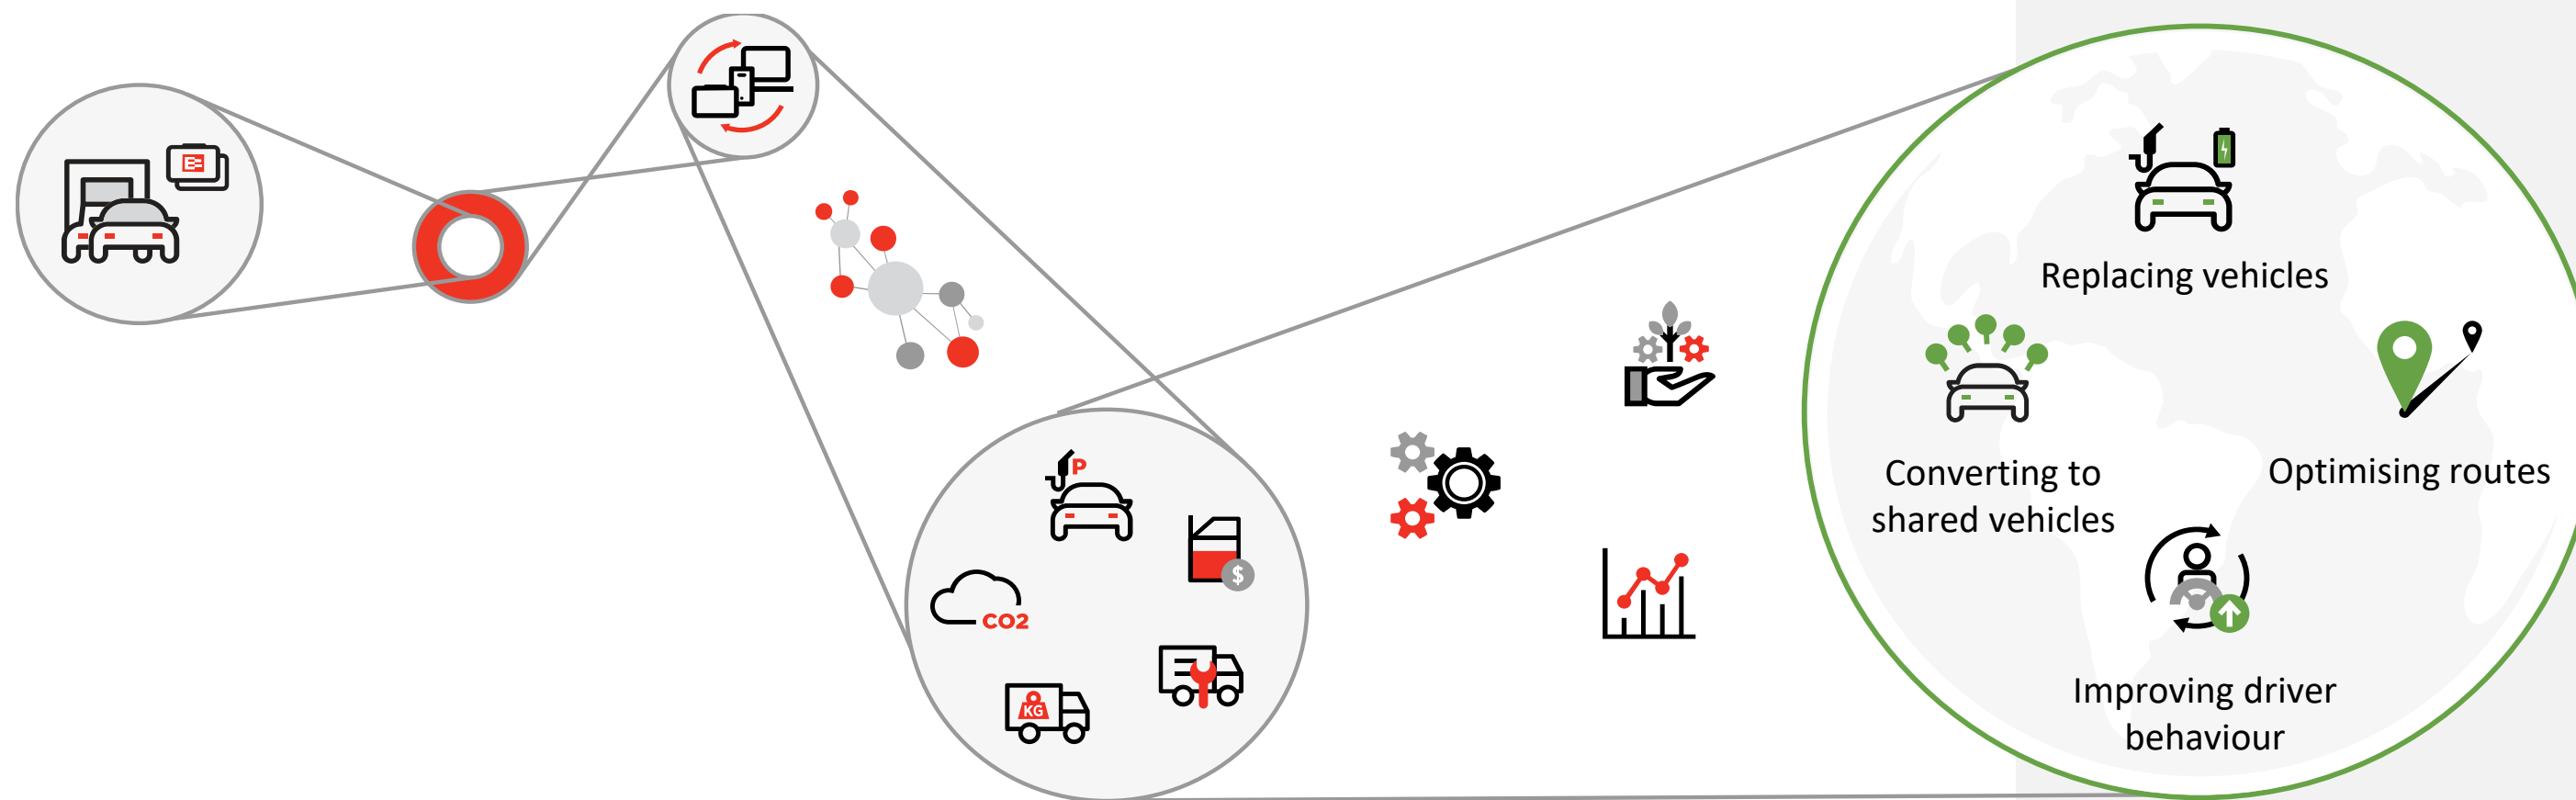 P
$
CO2
KG
Replacing vehicles
Converting to
shared vehicles
Optimising routes
Improving driver
behaviour